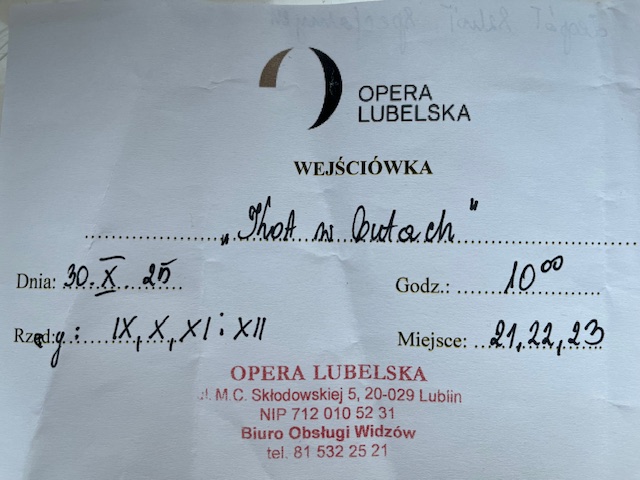 OPERA
LUBELSKA
WEJŚCIÓWKA
„Kot w Butach"
Dnia: 30. X. 25
Godz.: 10⁰⁰
Rzędy: IX, X, XI i XII
Miejsce: 21, 22, 23
OPERA LUBELSKA
ul. M.C. Skłodowskiej 5, 20-029 Lublin
NIP 712 010 52 31
Biuro Obsługi Widzów
tel. 81 532 25 21